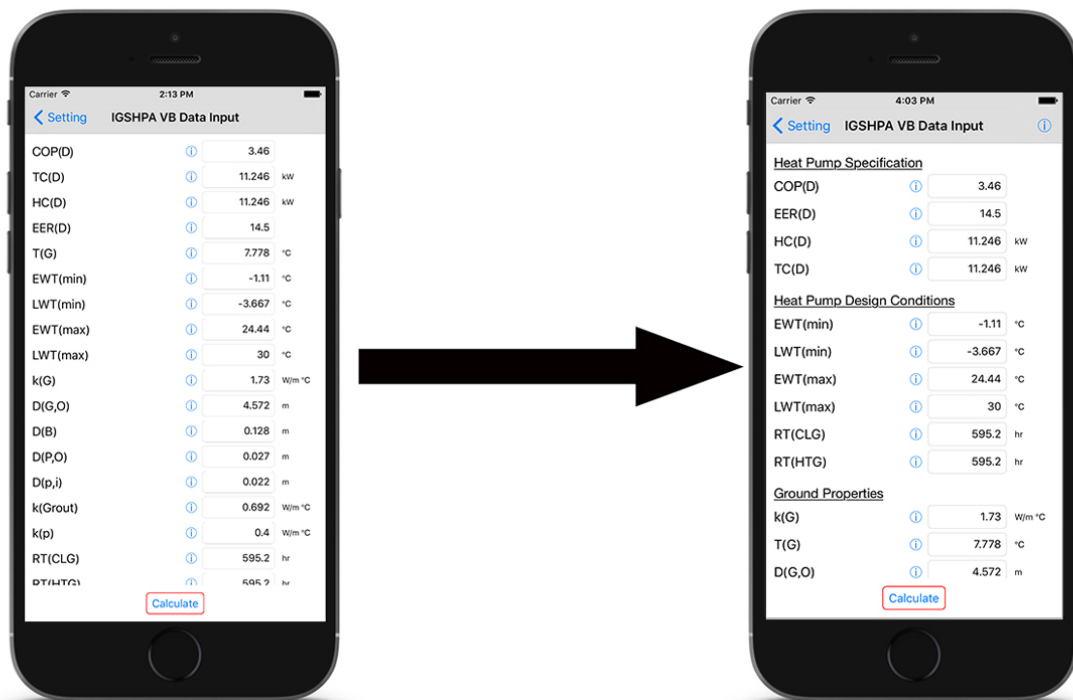 Carrier 2:13 PM
Setting IGSHPA VB Data Input
COP(D) 3.46
TC(D) 11.246 kW
HC(D) 11.246 kW
EER(D) 14.5
T(G) 7.778 °C
EWT(min) -1.11 °C
LWT(min) -3.667 °C
EWT(max) 24.44 °C
LWT(max) 30 °C
k(G) 1.73 W/m °C
D(G,O) 4.572 m
D(B) 0.128 m
D(P,O) 0.027 m
D(p,i) 0.022 m
k(Grout) 0.692 W/m °C
k(p) 0.4 W/m °C
RT(CLG) 595.2 hr
RT(HTG) 595.2 hr
Calculate
Carrier 4:03 PM
Setting IGSHPA VB Data Input
Heat Pump Specification
COP(D) 3.46
EER(D) 14.5
HC(D) 11.246 kW
TC(D) 11.246 kW
Heat Pump Design Conditions
EWT(min) -1.11 °C
LWT(min) -3.667 °C
EWT(max) 24.44 °C
LWT(max) 30 °C
RT(CLG) 595.2 hr
RT(HTG) 595.2 hr
Ground Properties
k(G) 1.73 W/m °C
T(G) 7.778 °C
D(G,O) 4.572 m
Calculate